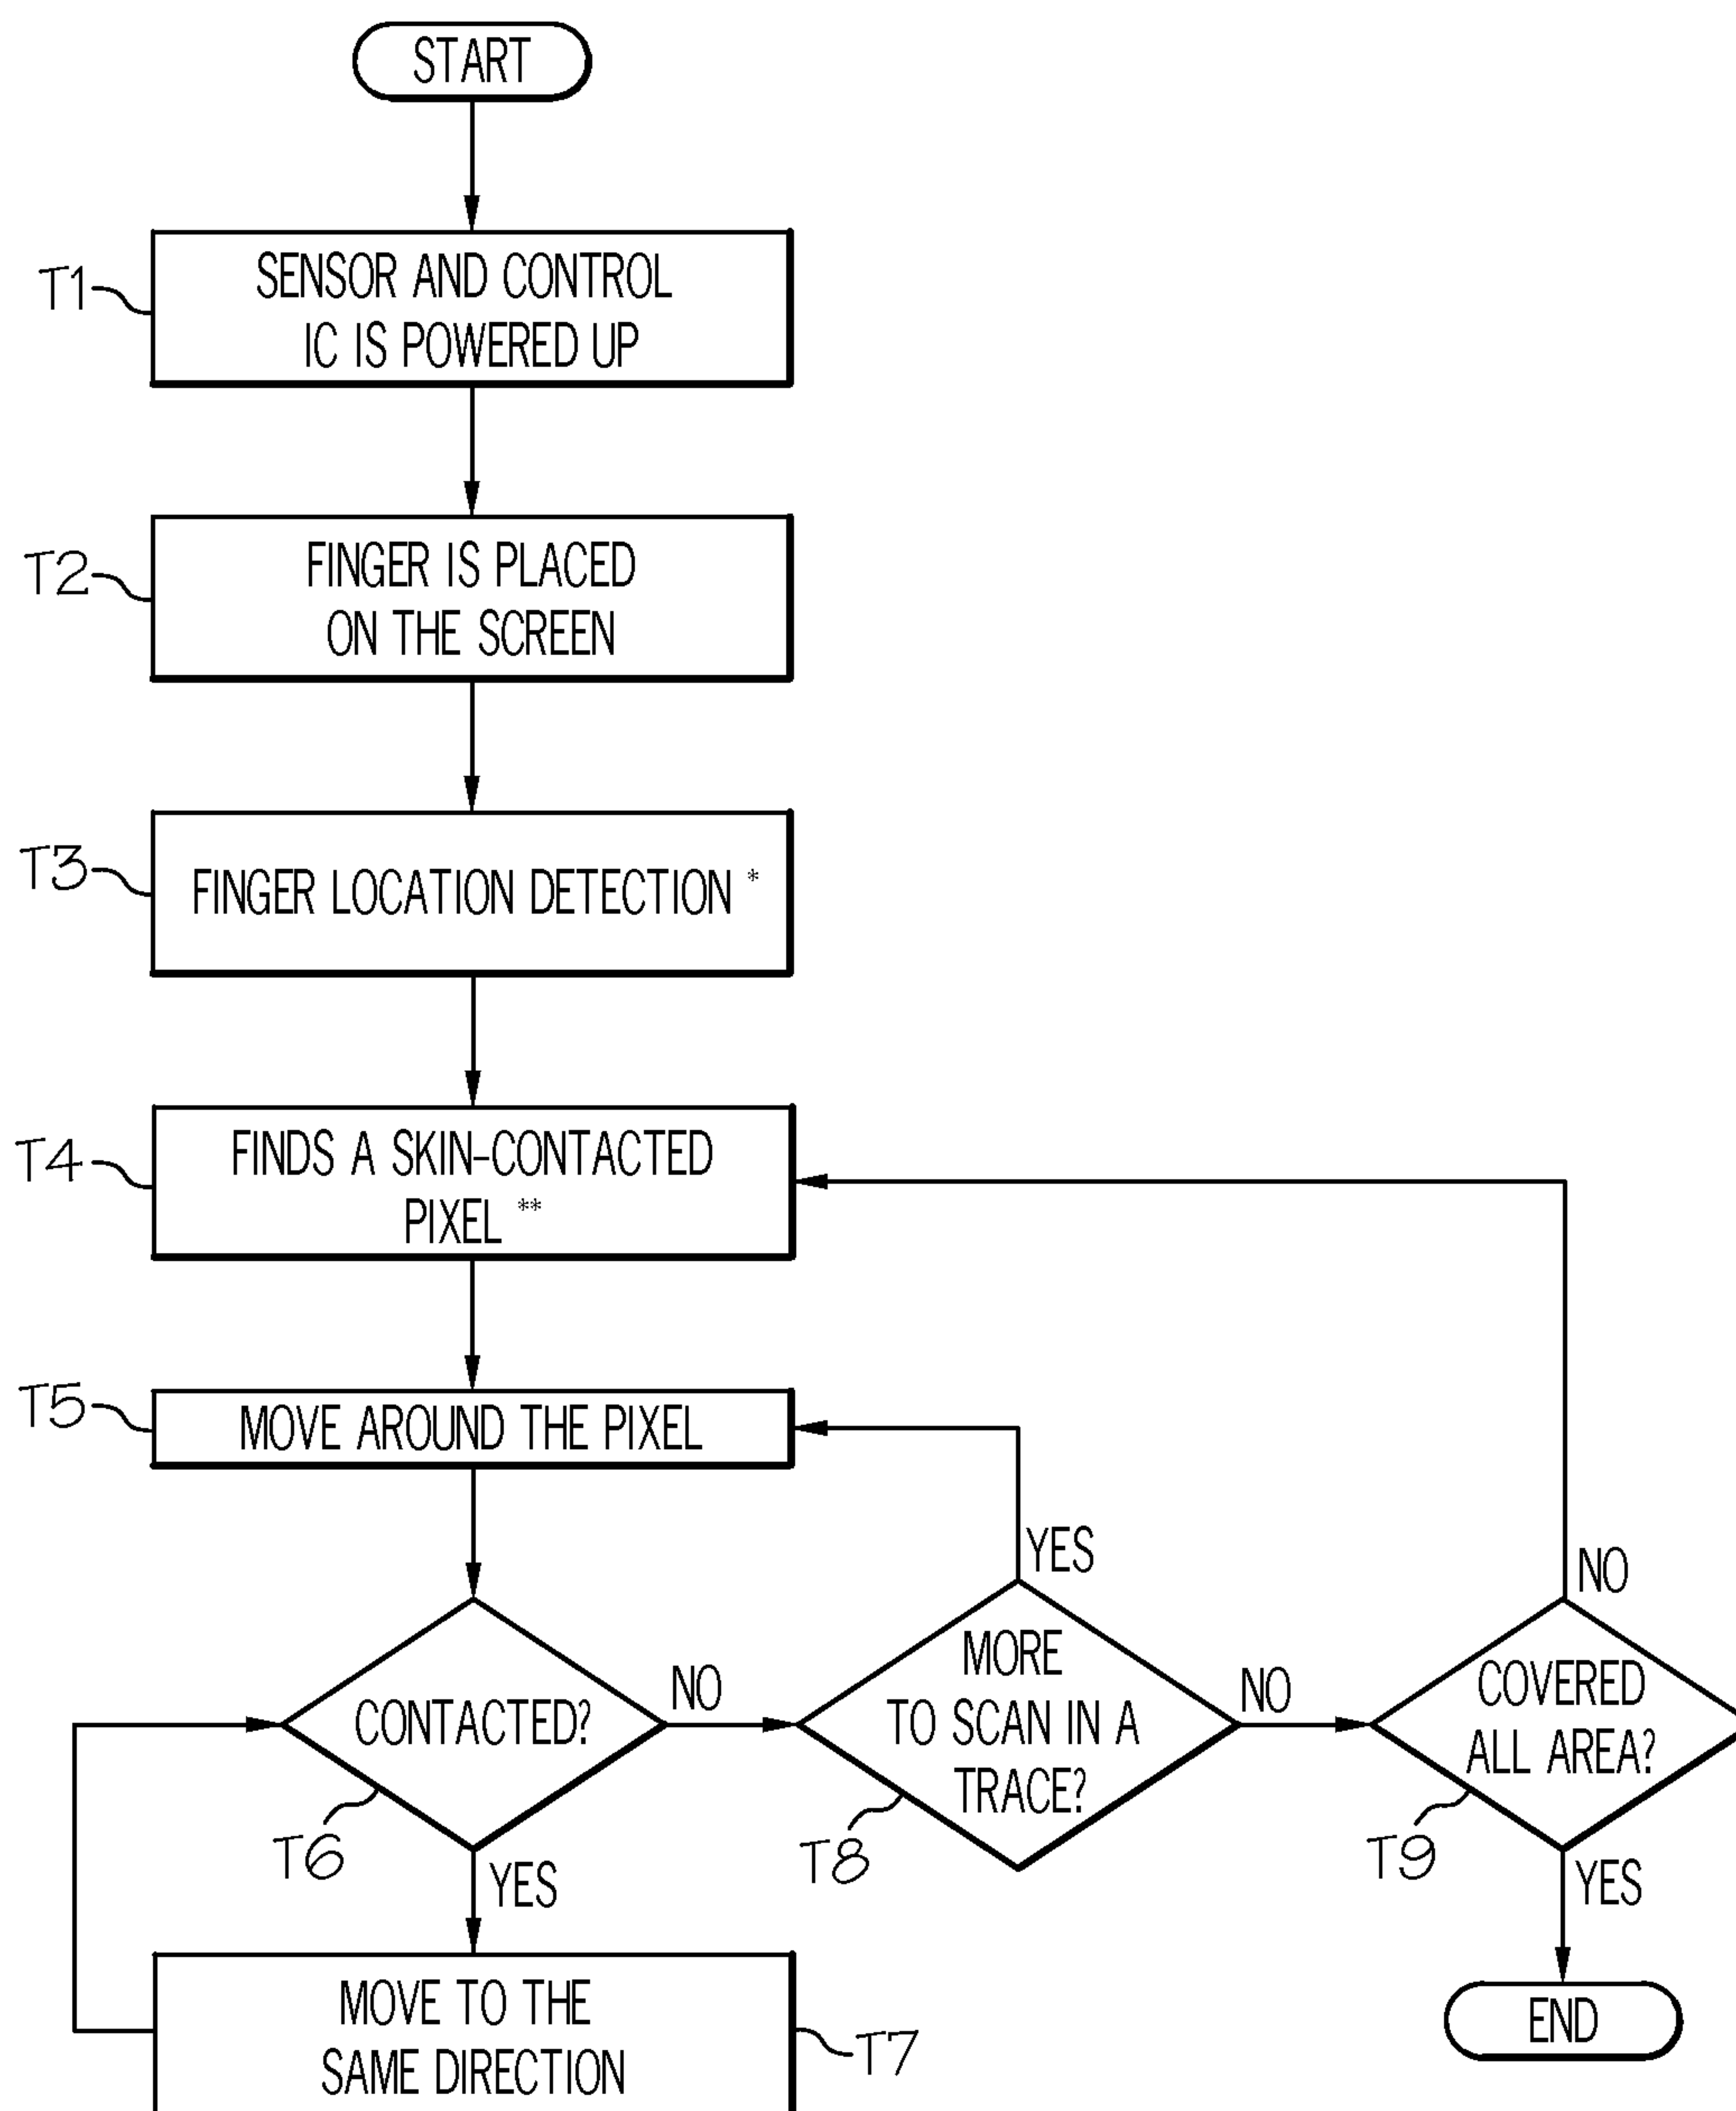 START
T1
SENSOR AND CONTROL
IC IS POWERED UP
T2
FINGER IS PLACED
ON THE SCREEN
T3
FINGER LOCATION DETECTION *
T4
FINDS A SKIN-CONTACTED
PIXEL **
T5
MOVE AROUND THE PIXEL
CONTACTED?
T6
NO
YES
MORE
TO SCAN IN A
TRACE?
T8
YES
NO
COVERED
ALL AREA?
T9
NO
YES
MOVE TO THE
SAME DIRECTION
T7
END